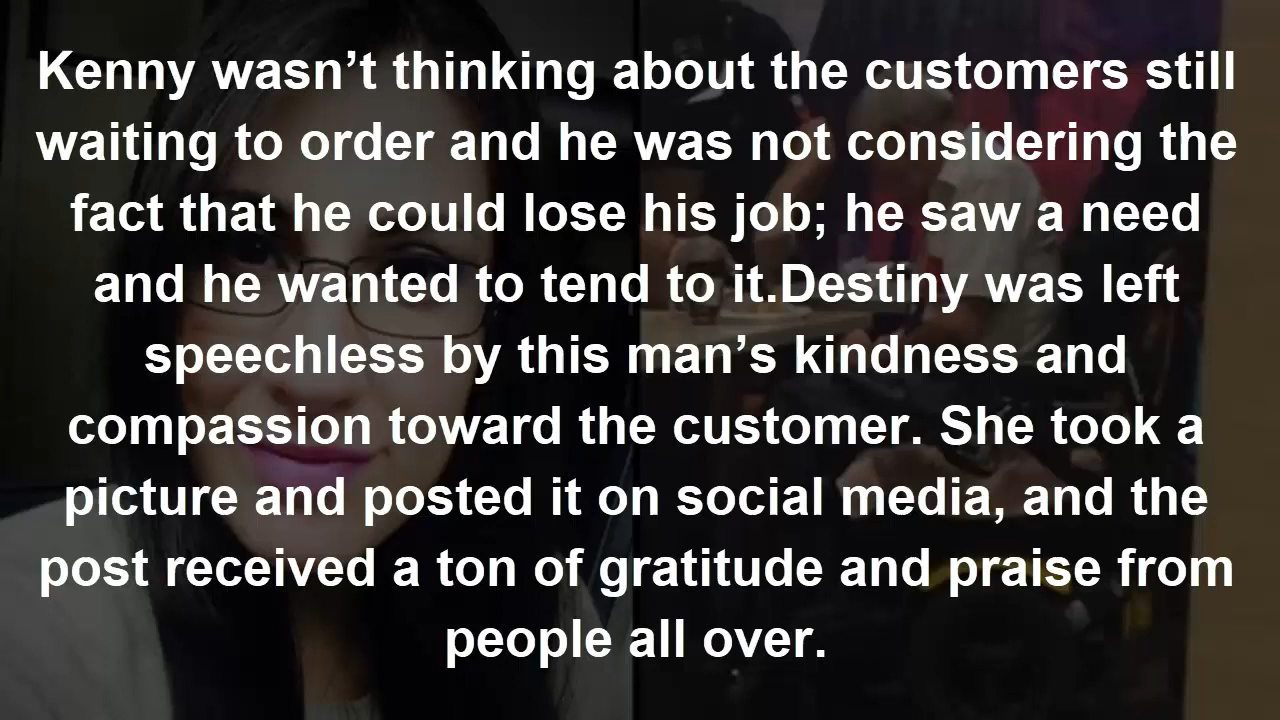 Kenny wasn’t thinking about the customers still
waiting to order and he was not considering the
fact that he could lose his job; he saw a need
and he wanted to tend to it.Destiny was left
speechless by this man’s kindness and
compassion toward the customer. She took a
picture and posted it on social media, and the
post received a ton of gratitude and praise from
people all over.